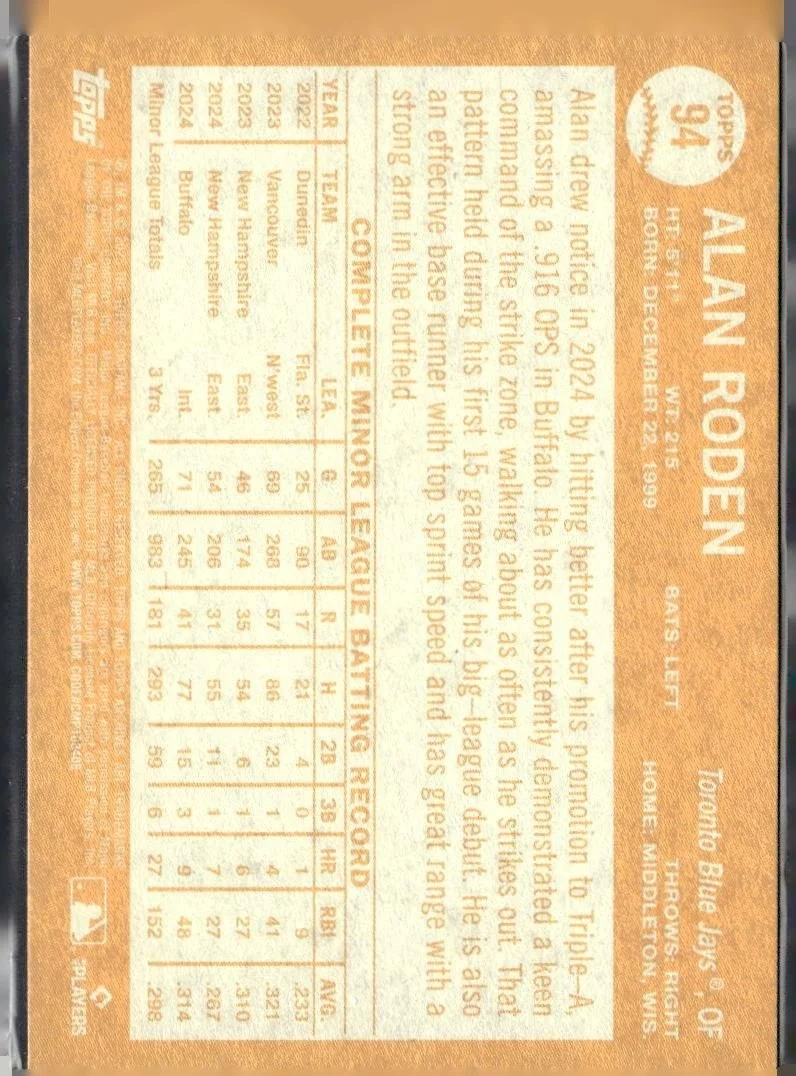 TOPPS
94
ALAN RODEN
Toronto Blue Jays®, OF
HT: 5'11" WT: 215 BATS: LEFT THROWS: RIGHT
BORN: DECEMBER 22, 1999 HOME: MIDDLETON, WIS.
Alan drew notice in 2024 by hitting better after his promotion to Triple-A,
amassing a .916 OPS in Buffalo. He has consistently demonstrated a keen
command of the strike zone, walking about as often as he strikes out. That
pattern held during his first 15 games of his big-league debut. He is also
an effective base runner with top sprint speed and has great range with a
strong arm in the outfield.
COMPLETE MINOR LEAGUE BATTING RECORD
YEAR TEAM LEA. G AB R H 2B 3B HR RBI AVG.
2022 Dunedin Fla. St. 25 90 17 21 4 0 1 9 .233
2023 Vancouver N'west 69 268 57 86 23 1 4 41 .321
2023 New Hampshire East. 46 174 35 54 6 1 6 27 .310
2024 New Hampshire East. 54 206 31 55 11 1 7 27 .267
2024 Buffalo Int. 71 245 41 77 15 3 9 48 .314
Minor League Totals 3 Yrs. 265 983 181 293 59 6 27 152 .298
Topps
PLAYERS